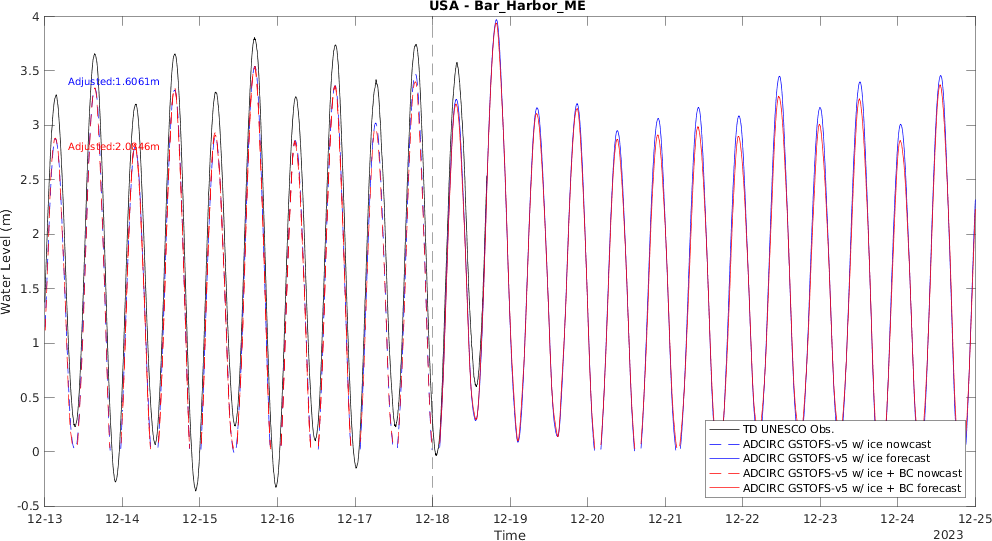 USA - Bar_Harbor_ME
Water Level (m)
4
3.5
3
2.5
2
1.5
1
0.5
0
-0.5
Adjusted:1.6061m
Adjusted:2.0846m
TD UNESCO Obs.
ADCIRC GSTOFS-v5 w/ ice nowcast
ADCIRC GSTOFS-v5 w/ ice forecast
ADCIRC GSTOFS-v5 w/ ice + BC nowcast
ADCIRC GSTOFS-v5 w/ ice + BC forecast
12-13 12-14 12-15 12-16 12-17 12-18 12-19 12-20 12-21 12-22 12-23 12-24 12-25
Time
2023